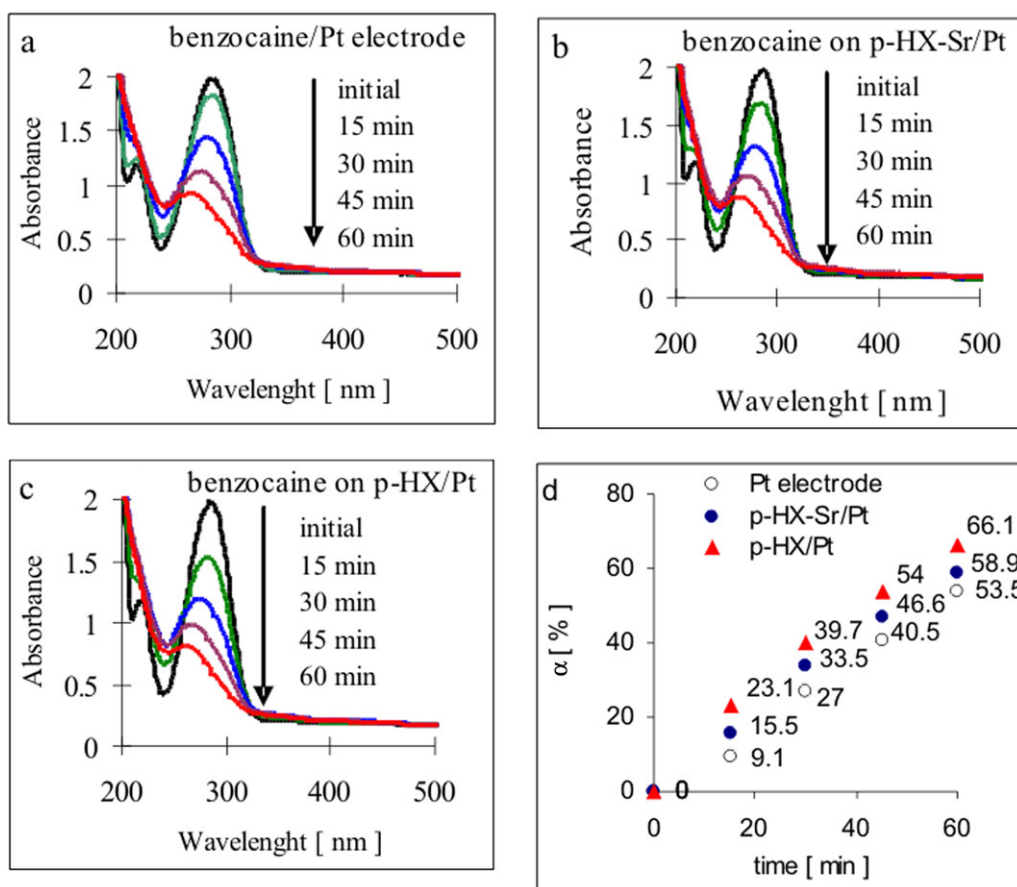 a
benzocaine/Pt electrode
initial
15 min
30 min
45 min
60 min
2
1.5
1
0.5
0
Absorbance
200 300 400 500
Wavelenght [ nm ]
b
benzocaine on p-HX-Sr/Pt
initial
15 min
30 min
45 min
60 min
2
1.5
1
0.5
0
Absorbance
200 300 400 500
Wavelenght [ nm ]
c
benzocaine on p-HX/Pt
initial
15 min
30 min
45 min
60 min
2
1.5
1
0.5
0
Absorbance
200 300 400 500
Wavelenght [ nm ]
d
Pt electrode
p-HX-Sr/Pt
p-HX/Pt
80
60
40
20
0
α [ % ]
66.1
58.9
53.5
54
46.6
40.5
39.7
33.5
27
23.1
15.5
9.1
0
0 20 40 60
time [ min ]